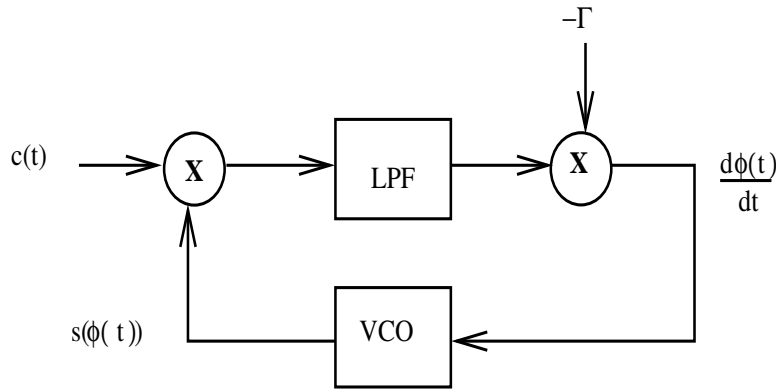 –Γ
c(t)
X
LPF
X
dϕ(t)
dt
s(ϕ( t))
VCO